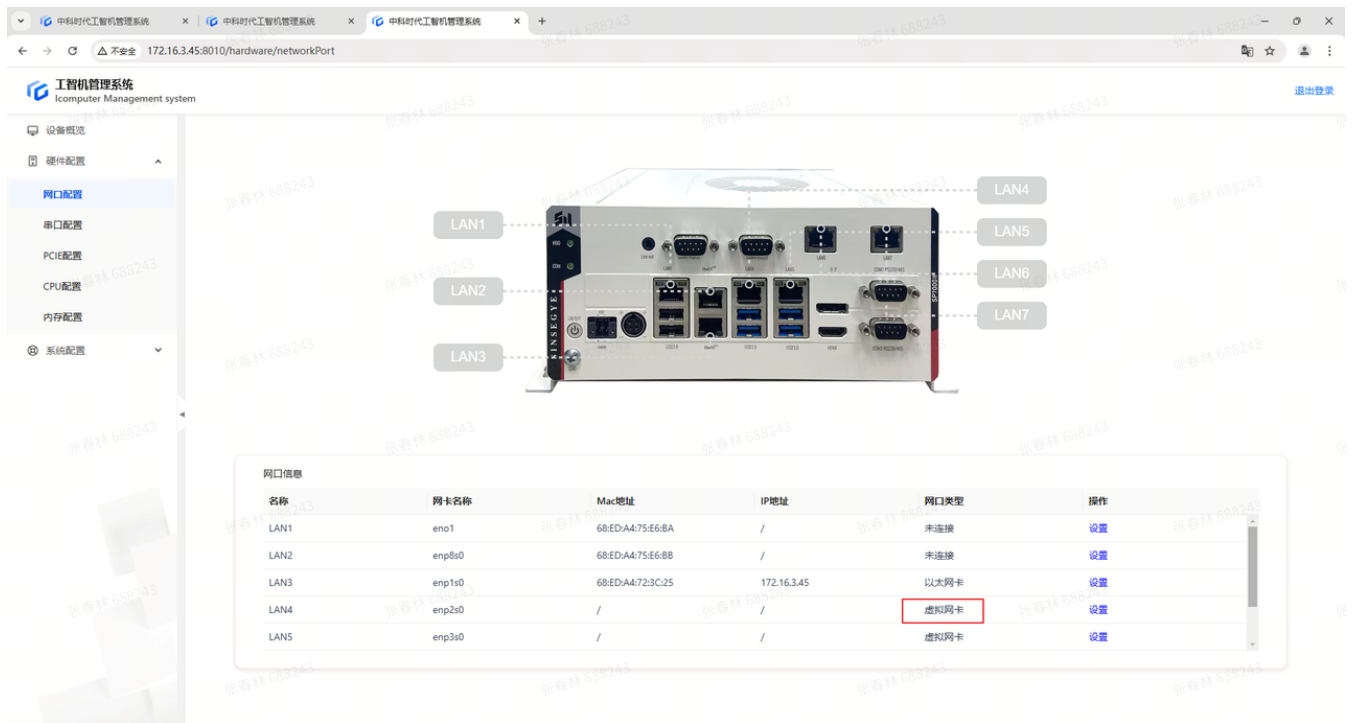 中科时代工智机管理系统 中科时代工智机管理系统 中科时代工智机管理系统
不安全 172.16.3.45:8010/hardware/networkPort
工智机管理系统
Icomputer Management system
退出登录
设备概览
硬件配置
网口配置
串口配置
PCIE配置
CPU配置
内存配置
系统配置
LAN1
LAN2
LAN3
LAN4
LAN5
LAN6
LAN7
SINSEGYE
网口信息
名称 网卡名称 Mac地址 IP地址 网口类型 操作
LAN1 eno1 68:ED:A4:75:E6:BA / 未连接 设置
LAN2 enp8s0 68:ED:A4:75:E6:BB / 未连接 设置
LAN3 enp1s0 68:ED:A4:72:3C:25 172.16.3.45 以太网卡 设置
LAN4 enp2s0 / / 虚拟网卡 设置
LAN5 enp3s0 / / 虚拟网卡 设置
张春林 688243